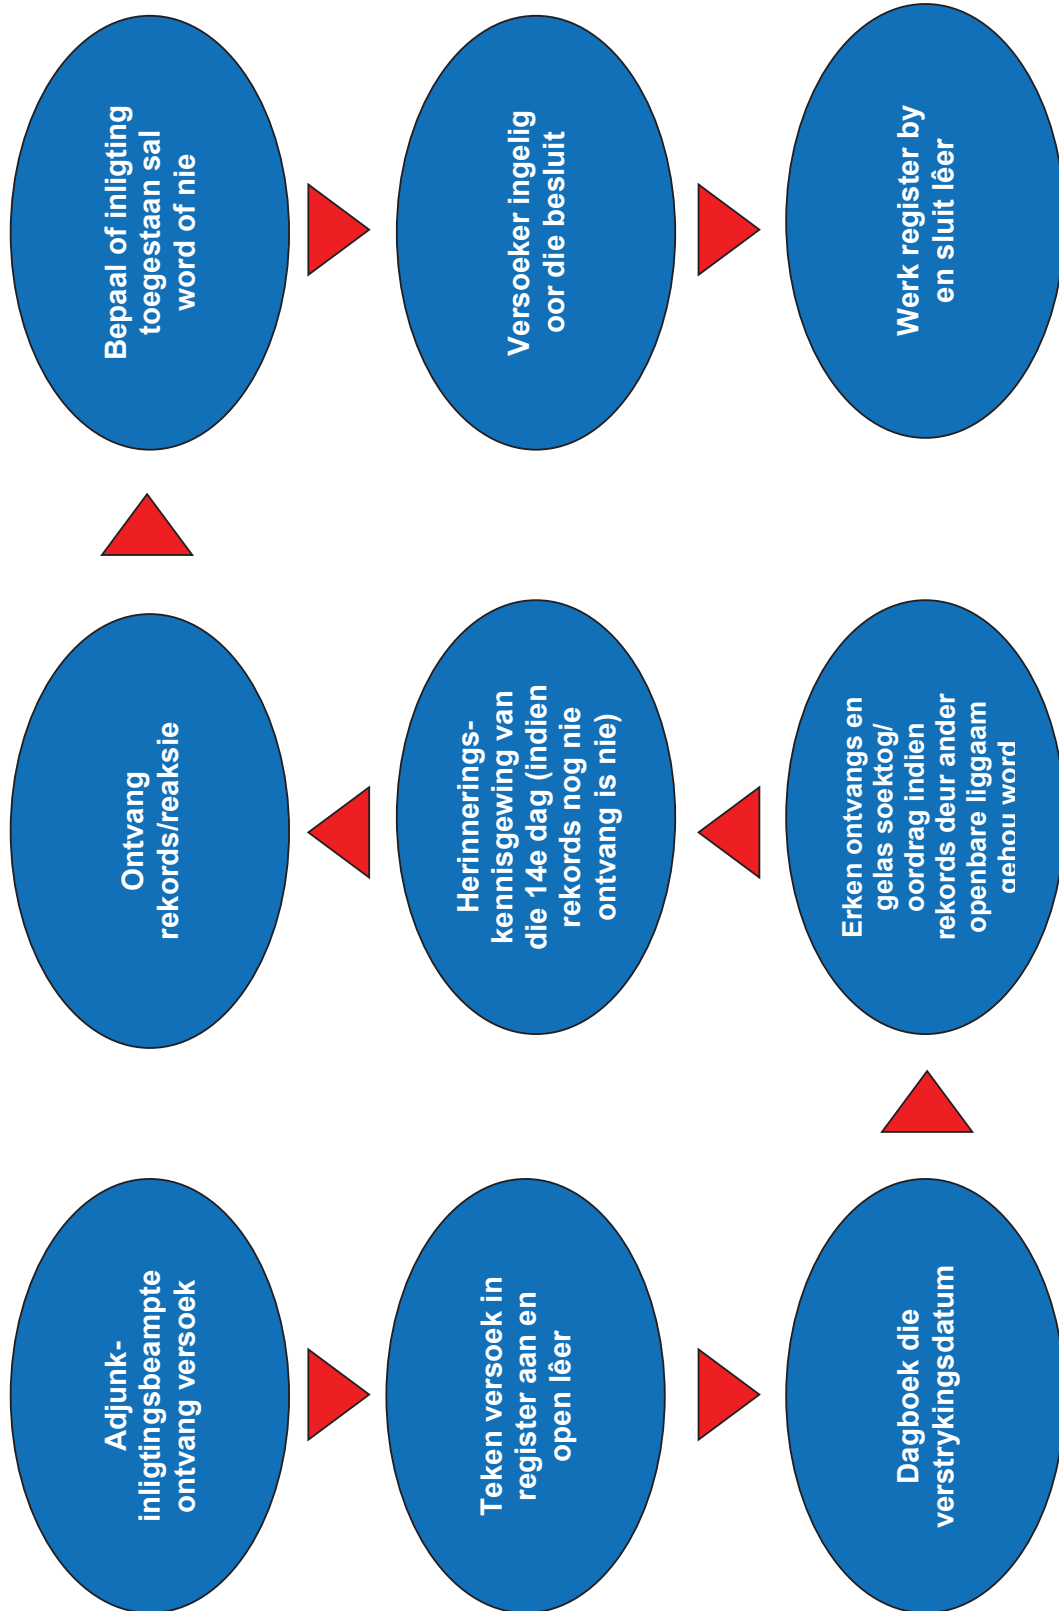 Adjunk-
inligtingsbeampte
ontvang versoek
Teken versoek in
register aan en
open lêer
Dagboek die
verstrykingsdatum
Erken ontvangs en
gelas soektog/
oordrag indien
rekords deur ander
openbare liggaam
gehou word
Herinnerings-
kennisgewing van
die 14e dag (indien
rekords nog nie
ontvang is nie)
Ontvang
rekords/reaksie
Bepaal of inligting
toegestaan sal
word of nie
Versoeker ingelig
oor die besluit
Werk register by
en sluit lêer